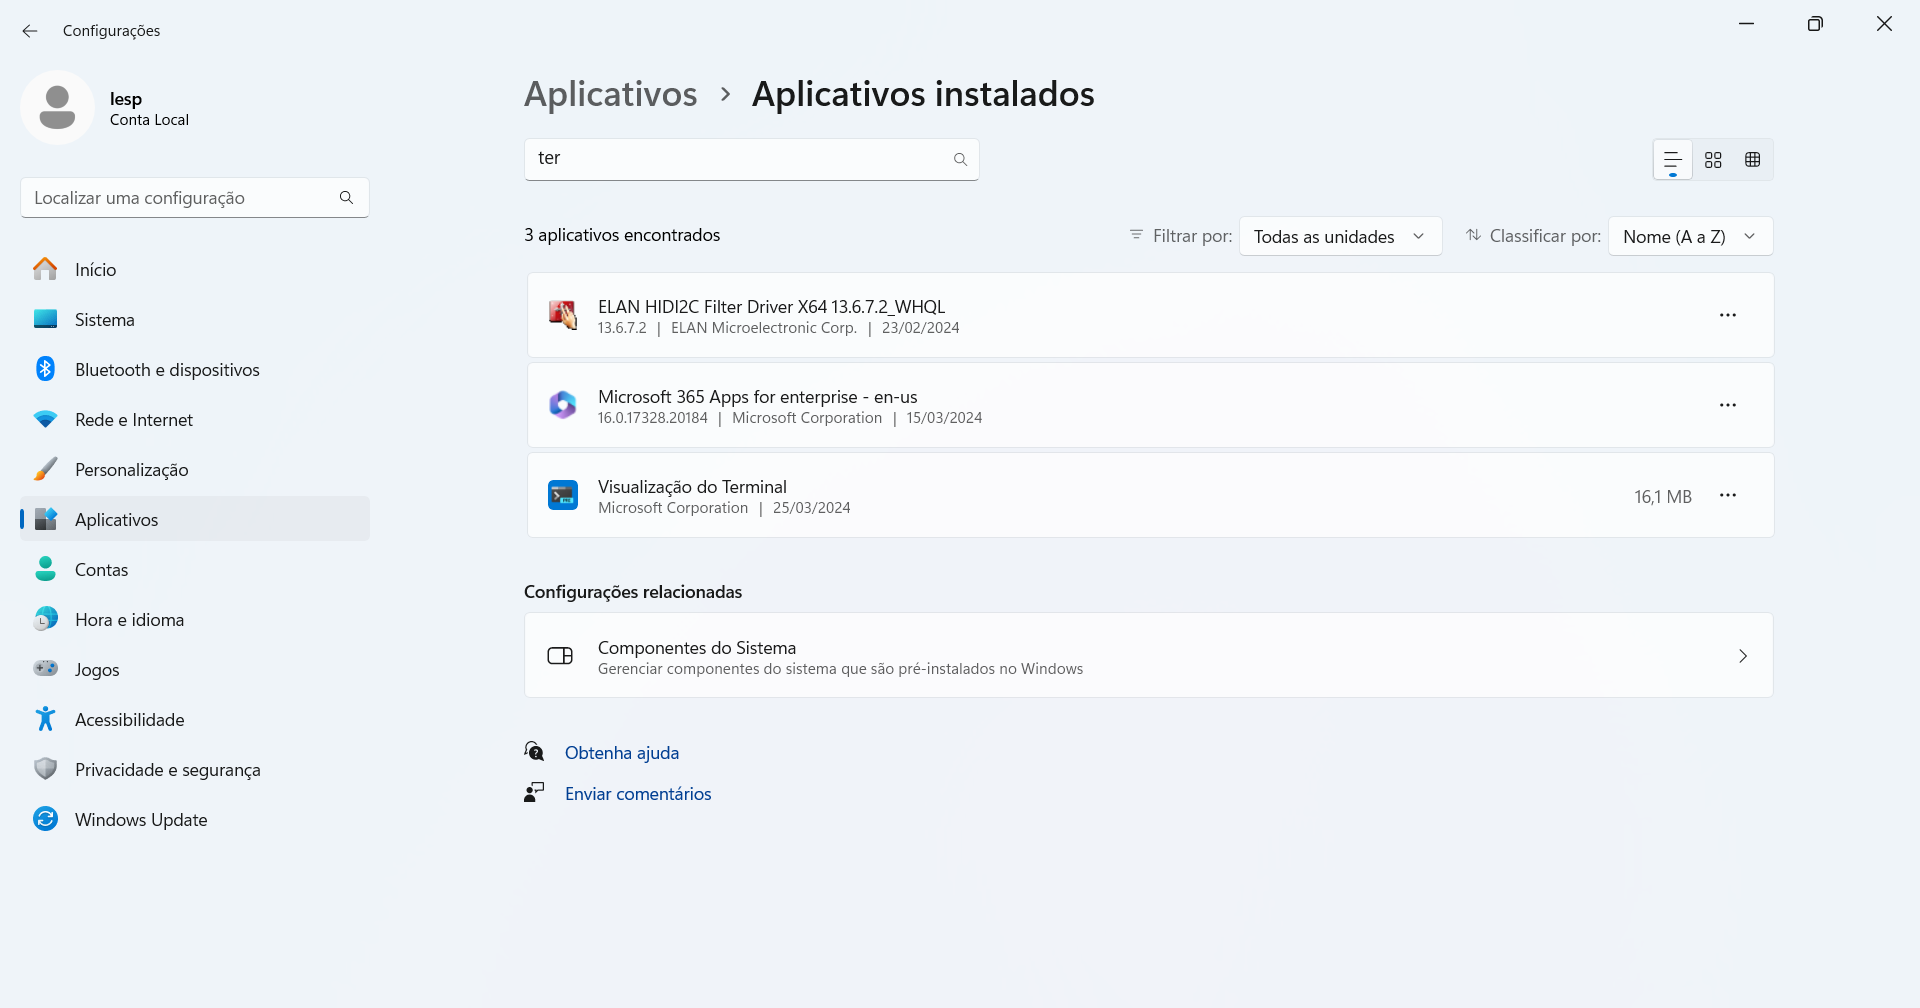 Configurações
lesp
Conta Local
Localizar uma configuração
Início
Sistema
Bluetooth e dispositivos
Rede e Internet
Personalização
Aplicativos
Contas
Hora e idioma
Jogos
Acessibilidade
Privacidade e segurança
Windows Update
Aplicativos > Aplicativos instalados
ter
3 aplicativos encontrados
Filtrar por: Todas as unidades
Classificar por: Nome (A a Z)
ELAN HIDI2C Filter Driver X64 13.6.7.2_WHQL
13.6.7.2 | ELAN Microelectronic Corp. | 23/02/2024
Microsoft 365 Apps for enterprise - en-us
16.0.17328.20184 | Microsoft Corporation | 15/03/2024
Visualização do Terminal
Microsoft Corporation | 25/03/2024
16,1 MB
Configurações relacionadas
Componentes do Sistema
Gerenciar componentes do sistema que são pré-instalados no Windows
Obtenha ajuda
Enviar comentários